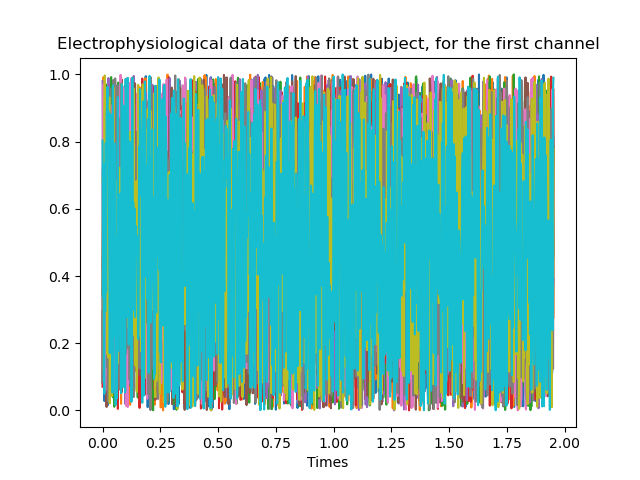 Electrophysiological data of the first subject, for the first channel
1.0
0.8
0.6
0.4
0.2
0.0
0.00 0.25 0.50 0.75 1.00 1.25 1.50 1.75 2.00
Times